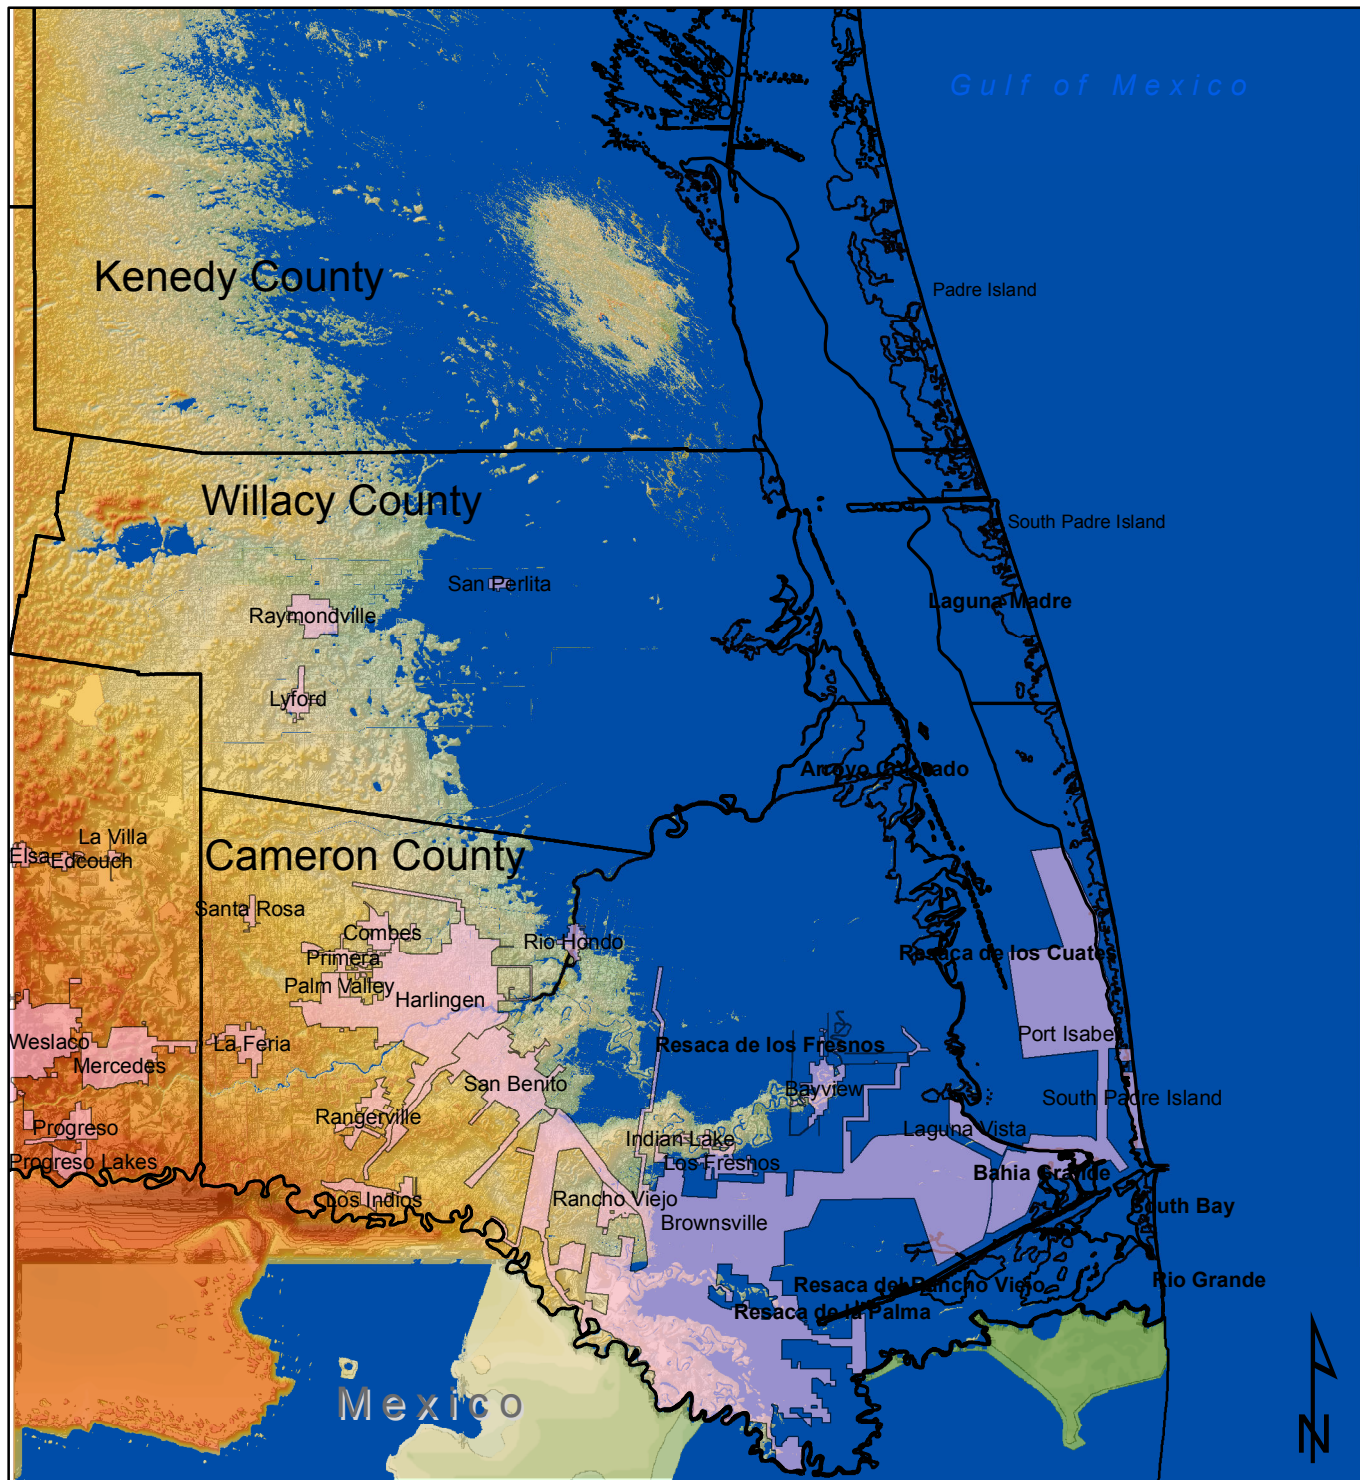 Gulf of Mexico
Kenedy County
Padre Island
Willacy County
South Padre Island
San Perlita
Laguna Madre
Raymondville
Lyford
Arroyo Colorado
La Villa
Elsa
Edcouch
Cameron County
Santa Rosa
Combes
Rio Hondo
Primera
Resaca de los Cuates
Palm Valley
Harlingen
Port Isabel
Weslaco
La Feria
Resaca de los Fresnos
Mercedes
San Benito
Bayview
South Padre Island
Rangerville
Progreso
Indian Lake
Laguna Vista
Progreso Lakes
Los Fresnos
Bahia Grande
Los Indios
Rancho Viejo
South Bay
Brownsville
Resaca del Rancho Viejo
Rio Grande
Resaca de la Palma
Mexico
N